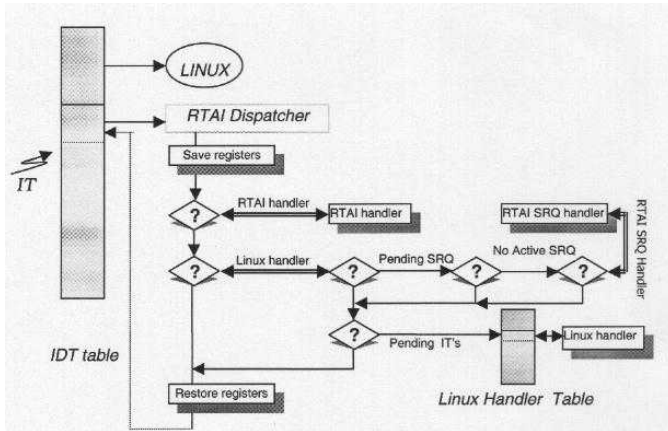 LINUX
RTAI Dispatcher
Save registers
IT
RTAI handler
RTAI handler
RTAI SRQ handler
RTAI SRQ Handler
?
Linux handler
?
Pending SRQ
?
No Active SRQ
?
?
?
Pending IT's
Linux handler
IDT table
Restore registers
Linux Handler Table